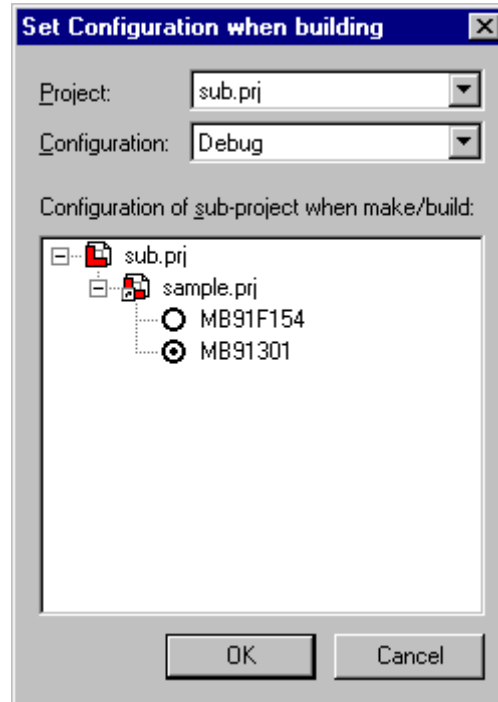 Set Configuration when building
Project: sub.prj
Configuration: Debug
Configuration of sub-project when make/build:
sub.prj
sample.prj
MB91F154
MB91301
OK Cancel